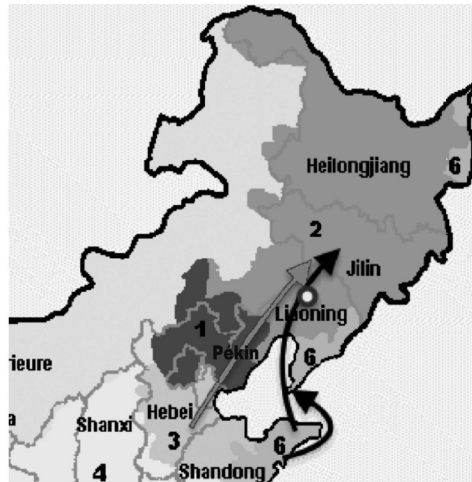 Heilongjiang
6
2
Jilin
Liaoning
1
Pékin
6
rieure
Hebei
a
Shanxi
3
6
4
Shandong